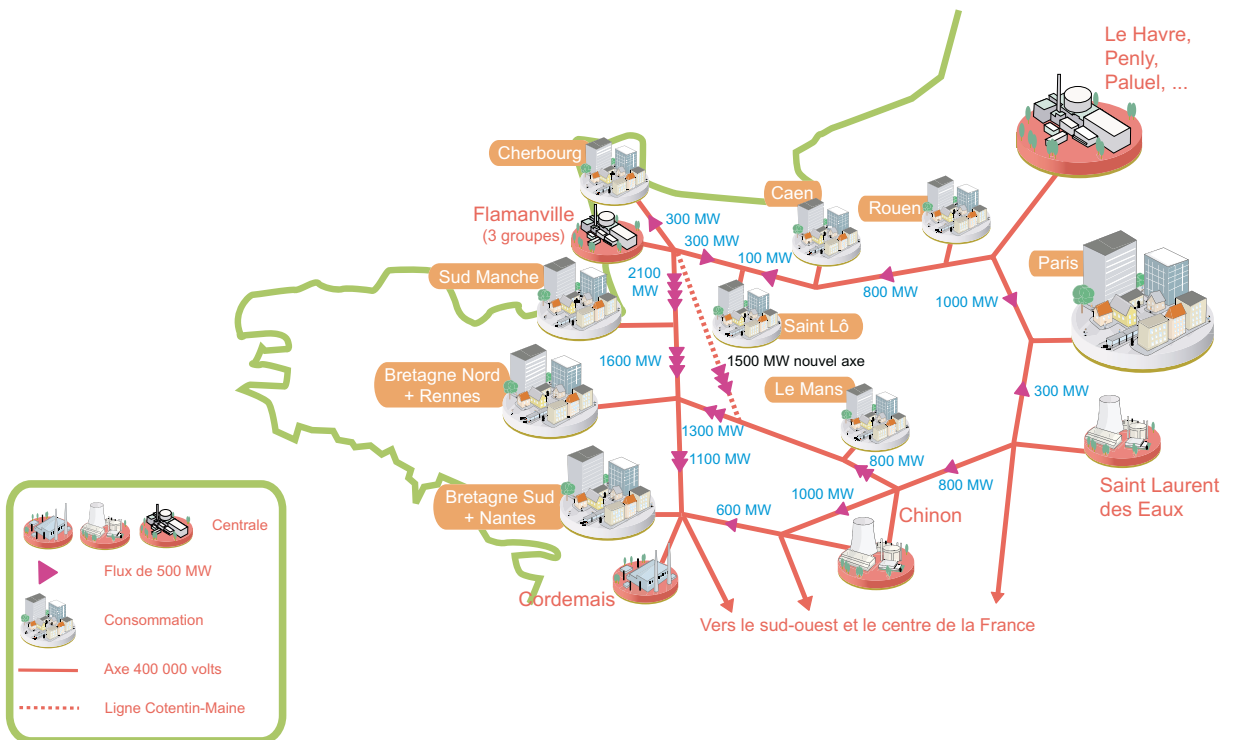 Le Havre,
Penly,
Paluel, ...
Cherbourg
Caen
Rouen
Flamanville
(3 groupes)
300 MW
300 MW
100 MW
800 MW
1000 MW
Paris
Sud Manche
2100
MW
Saint Lô
1600 MW
1500 MW nouvel axe
Bretagne Nord
+ Rennes
Le Mans
300 MW
1300 MW
1100 MW
800 MW
800 MW
Bretagne Sud
+ Nantes
1000 MW
600 MW
Chinon
Saint Laurent
des Eaux
Cordemais
Vers le sud-ouest et le centre de la France
Centrale
Flux de 500 MW
Consommation
Axe 400 000 volts
Ligne Cotentin-Maine